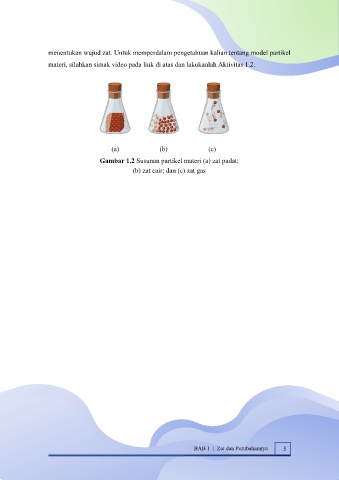 menentukan wujud zat. Untuk memperdalam pengetahuan kalian tentang model partikel
materi, silahkan simak video pada link di atas dan lakukanlah Aktivitas 1.2.
(a) (b) (c)
Gambar 1.2 Susunan partikel materi (a) zat padat;
(b) zat cair; dan (c) zat gas
BAB 1 | Zat dan Perubahannya 3